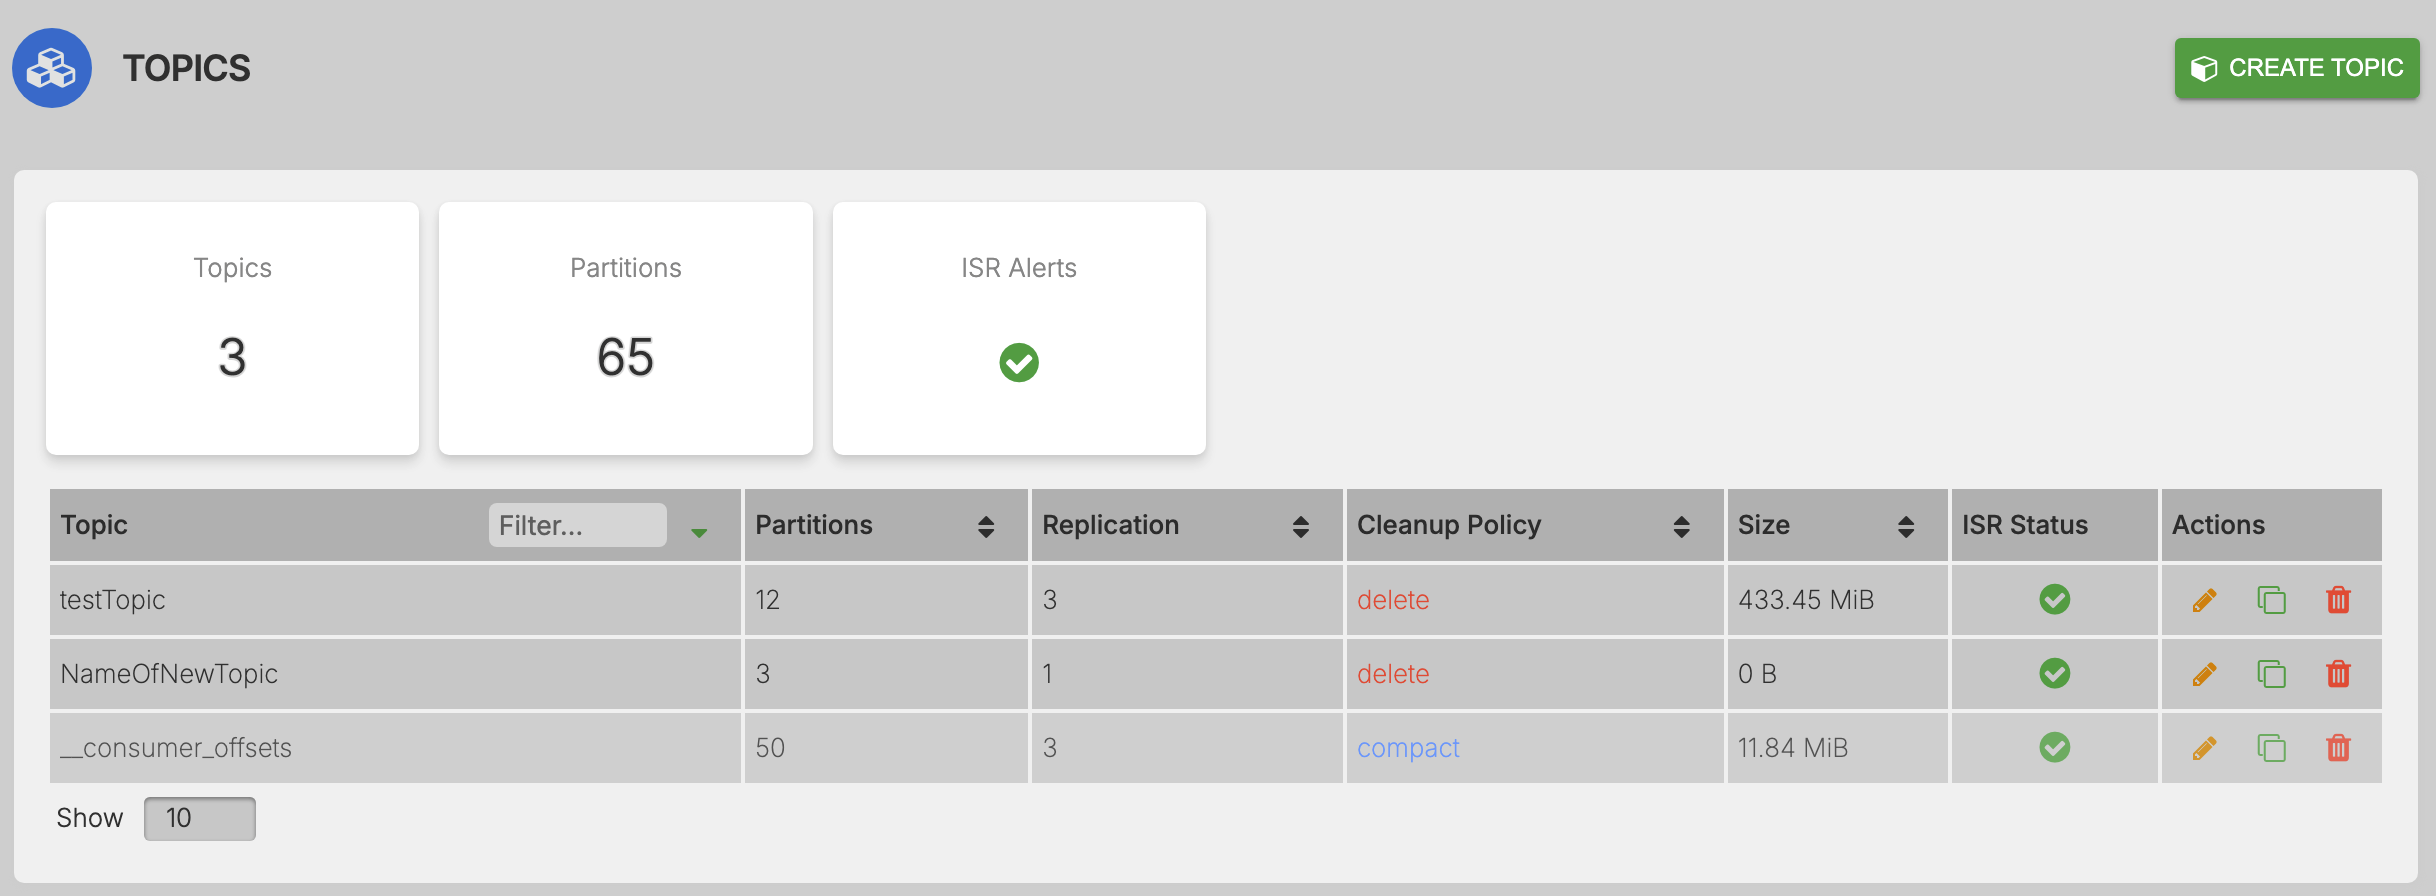 TOPICS
CREATE TOPIC
Topics Partitions ISR Alerts
3 65
Topic Filter... Partitions Replication Cleanup Policy Size ISR Status Actions
testTopic 12 3 delete 433.45 MiB
NameOfNewTopic 3 1 delete 0 B
__consumer_offsets 50 3 compact 11.84 MiB
Show 10